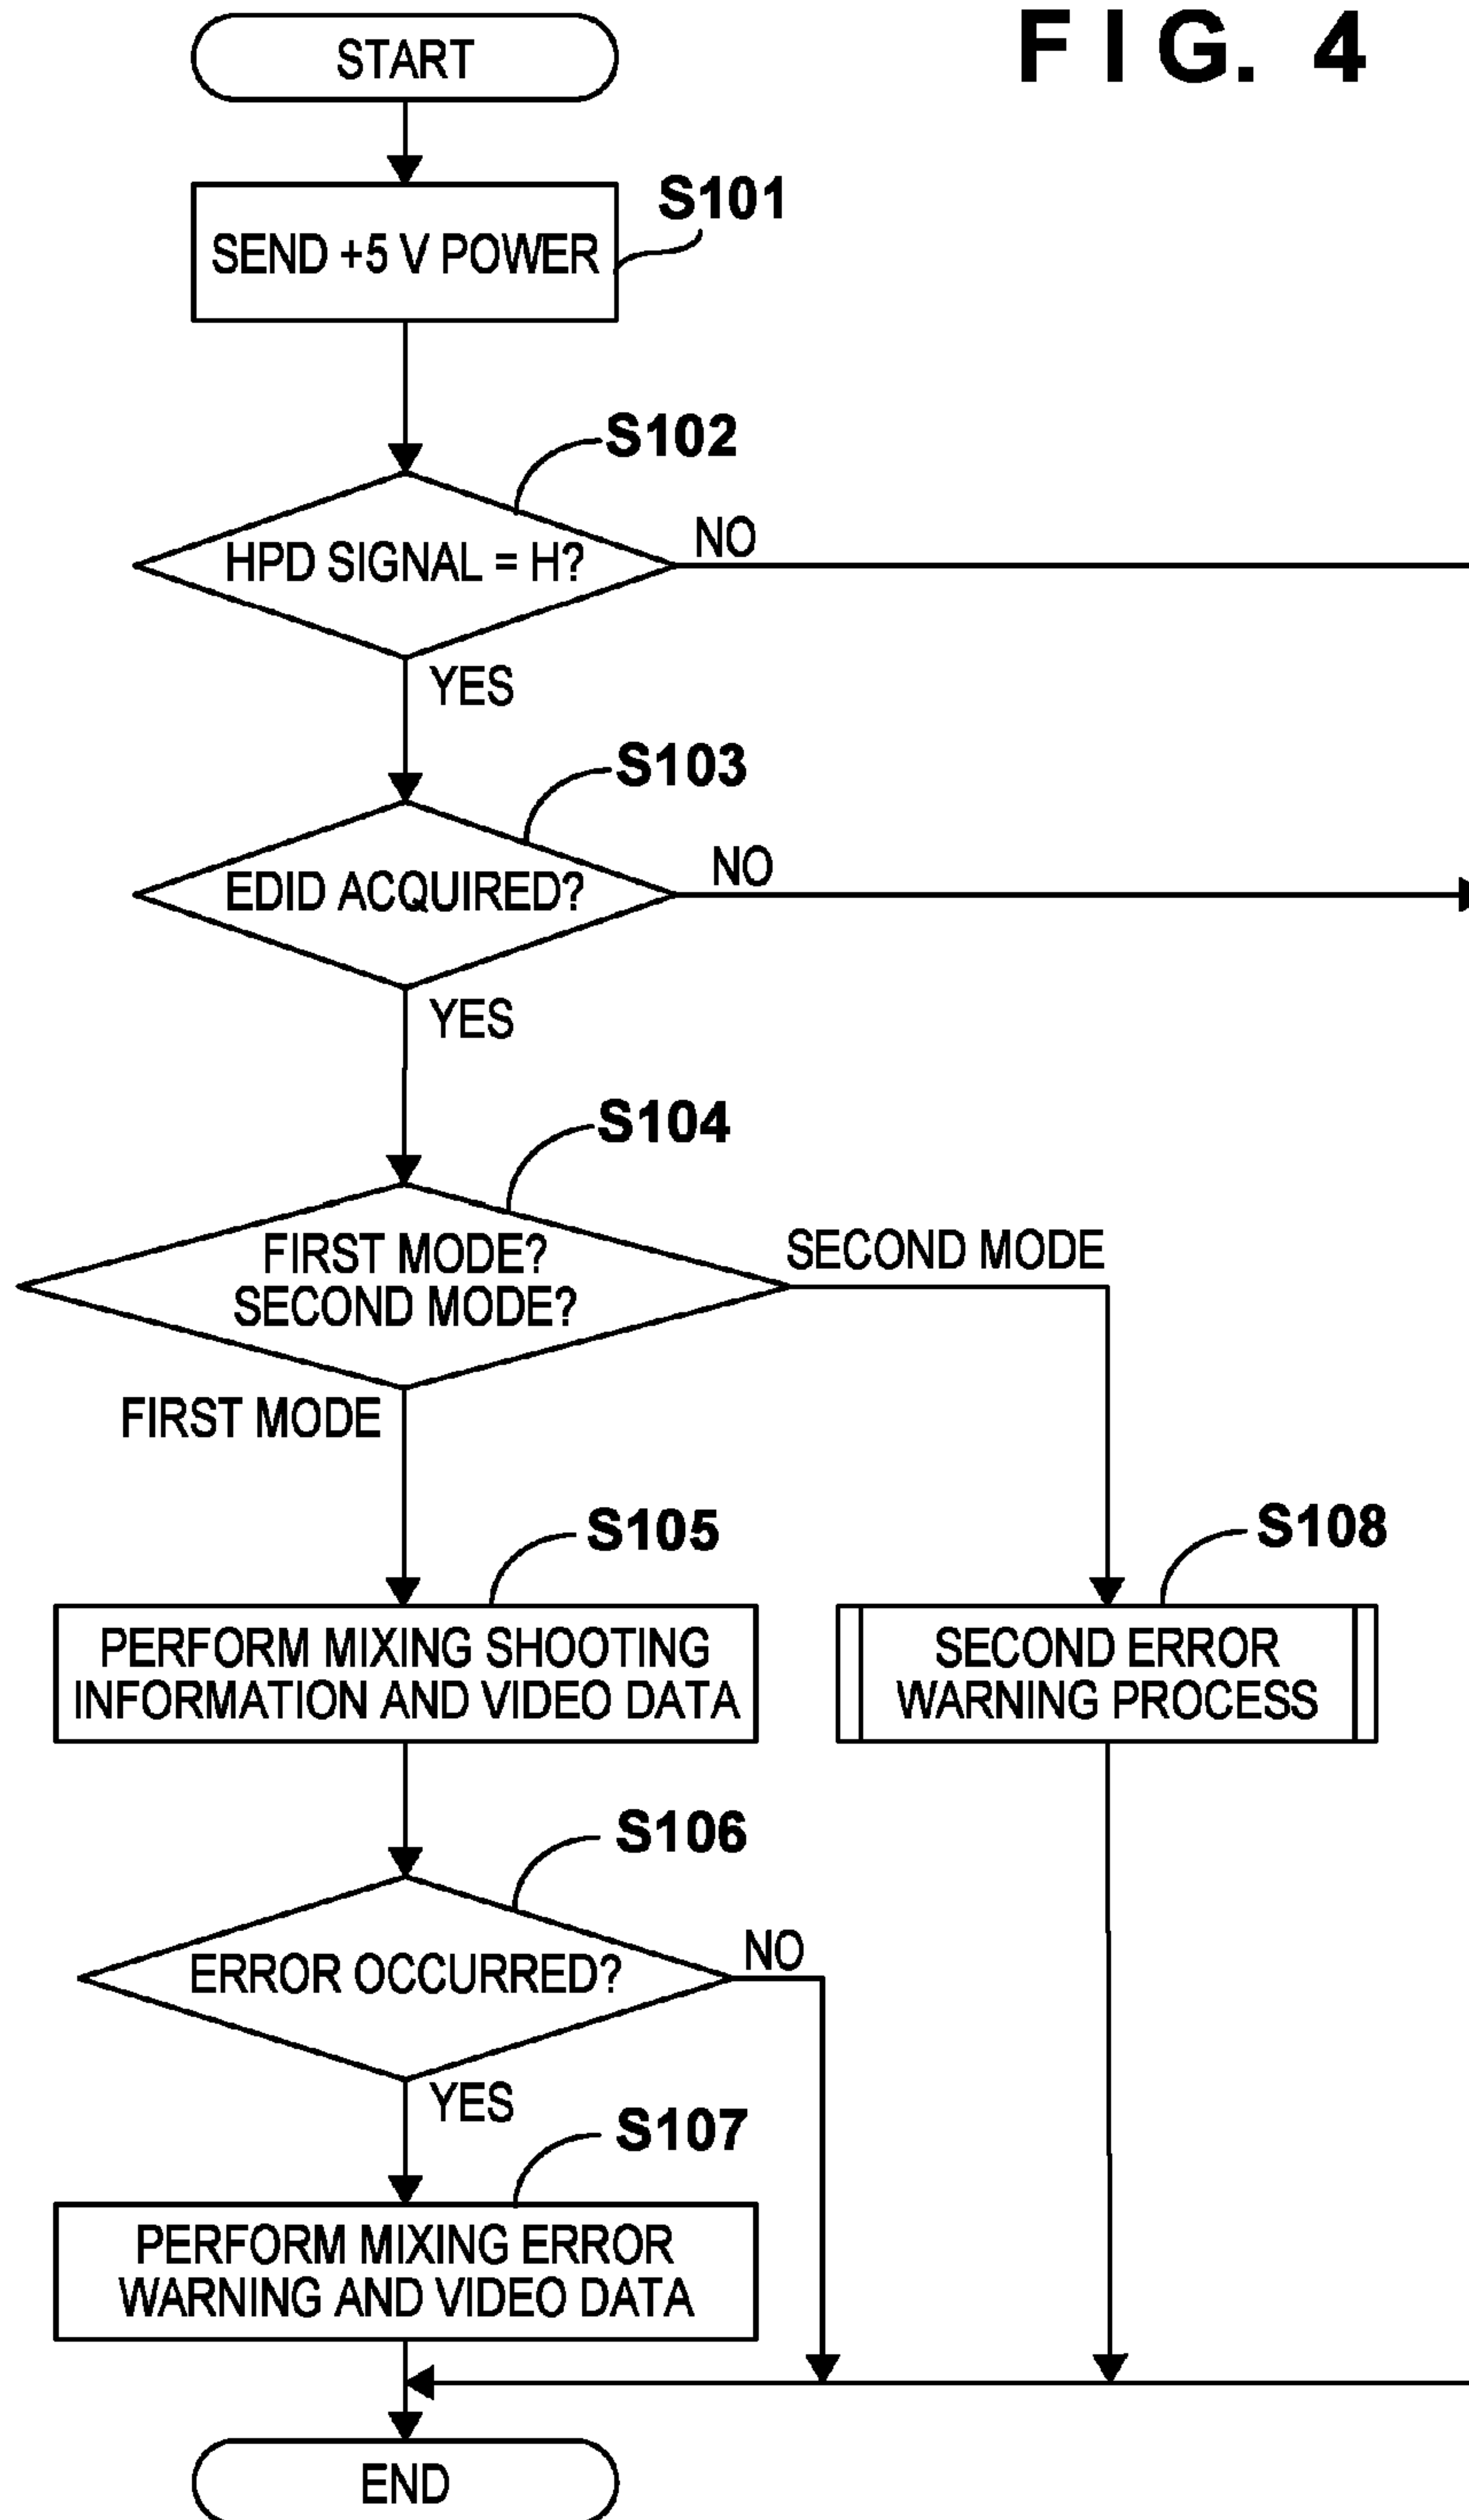 FIG. 4
START
S101
SEND +5 V POWER
S102
HPD SIGNAL = H?
NO
YES
S103
EDID ACQUIRED?
NO
YES
S104
FIRST MODE?
SECOND MODE?
SECOND MODE
FIRST MODE
S105
PERFORM MIXING SHOOTING
INFORMATION AND VIDEO DATA
S108
SECOND ERROR
WARNING PROCESS
S106
ERROR OCCURRED?
NO
YES
S107
PERFORM MIXING ERROR
WARNING AND VIDEO DATA
END